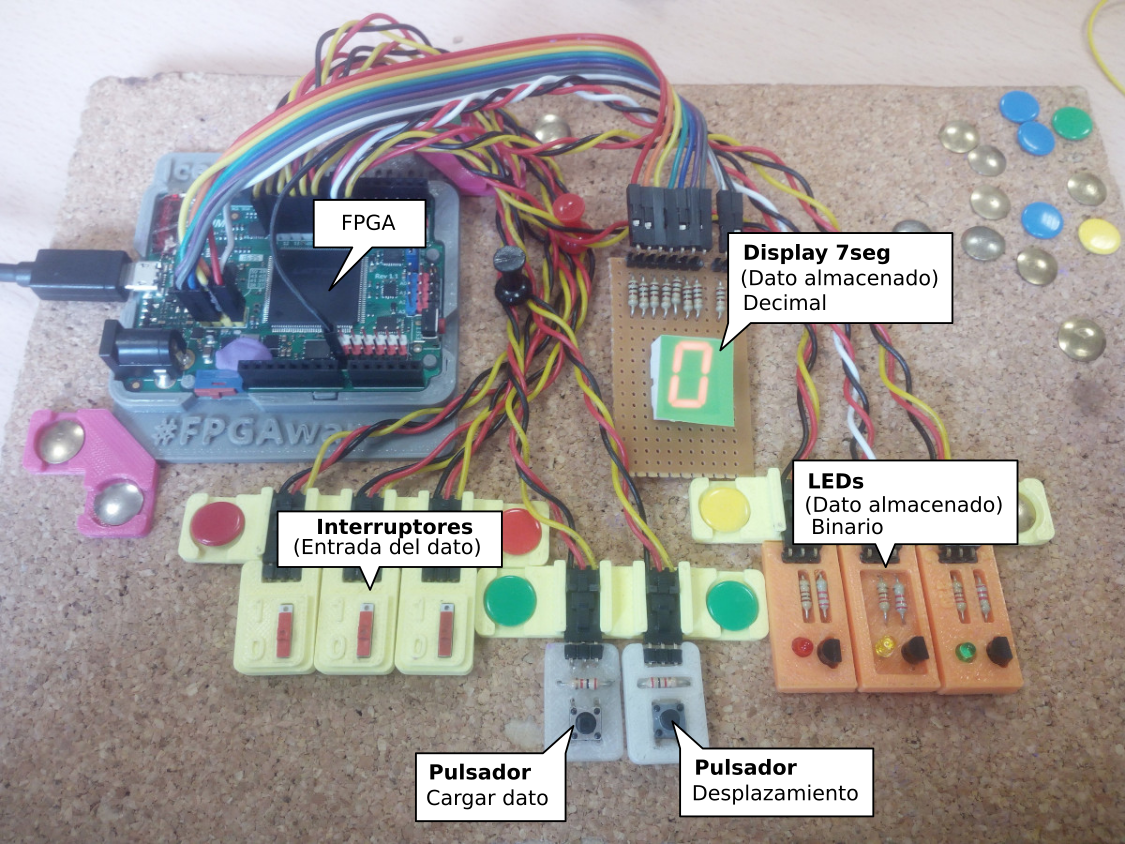 FPGA
Display 7seg
(Dato almacenado)
Decimal
0
#FPGAwa
LEDs
(Dato almacenado)
Binario
Interruptores
(Entrada del dato)
1
0
1
0
1
0
Pulsador
Cargar dato
Pulsador
Desplazamiento